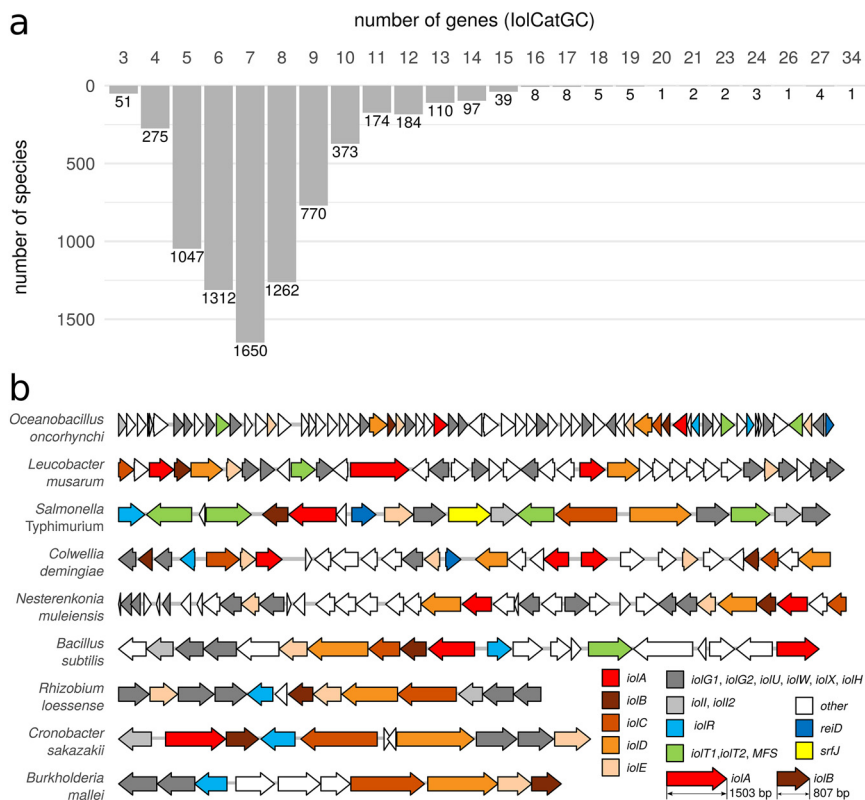 a
number of genes (IolCatGC)
3 4 5 6 7 8 9 10 11 12 13 14 15 16 17 18 19 20 21 23 24 26 27 34
number of species
0
500
1000
1500
51 275 1047 1312 1650 1262 770 373 174 184 110 97 39 8 8 5 5 1 2 2 3 1 4 1
b
Oceanobacillus
oncorhynchi
Leucobacter
musarum
Salmonella
Typhimurium
Colwellia
demingiae
Nesterenkonia
muleiensis
Bacillus
subtilis
Rhizobium
loessense
Cronobacter
sakazakii
Burkholderia
mallei
iolA
iolB
iolC
iolD
iolE
iolG1, iolG2, iolU, iolW, iolX, iolH
iolI, iolI2
iolR
iolT1,iolT2, MFS
other
reiD
srfJ
iolA
1503 bp
iolB
807 bp